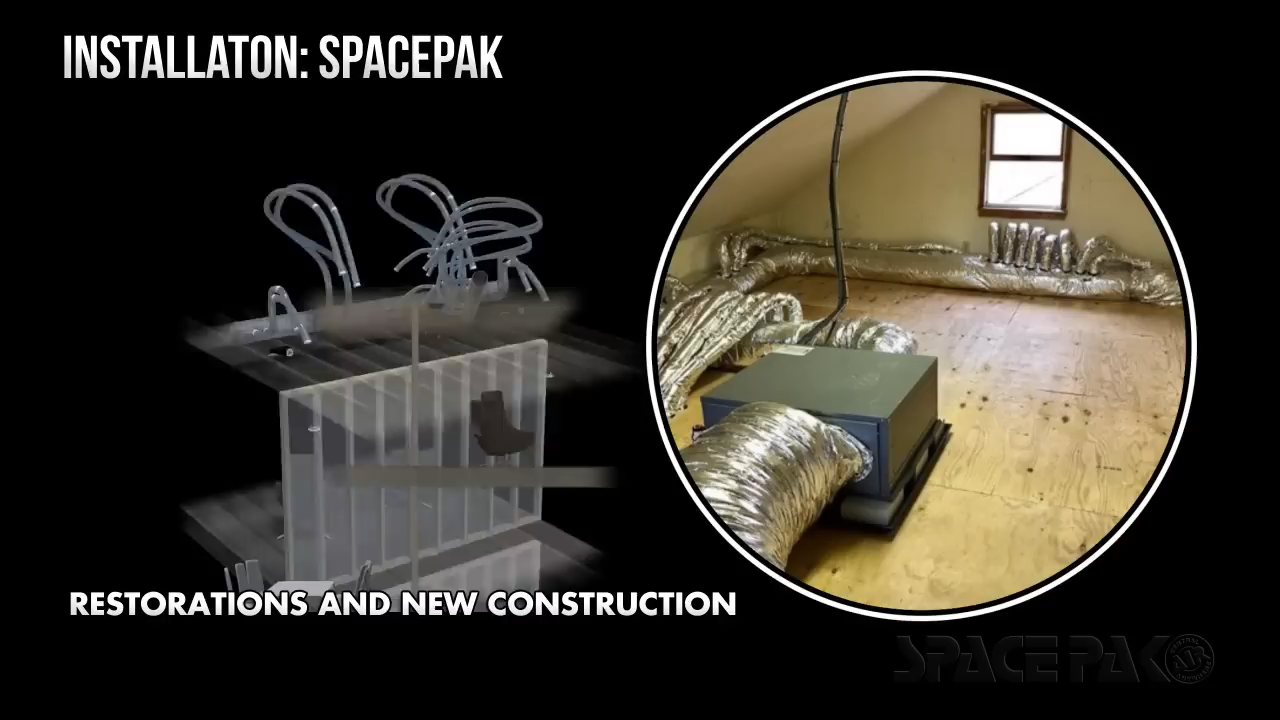 INSTALLATON: SPACEPAK
RESTORATIONS AND NEW CONSTRUCTION
SPACEPAK